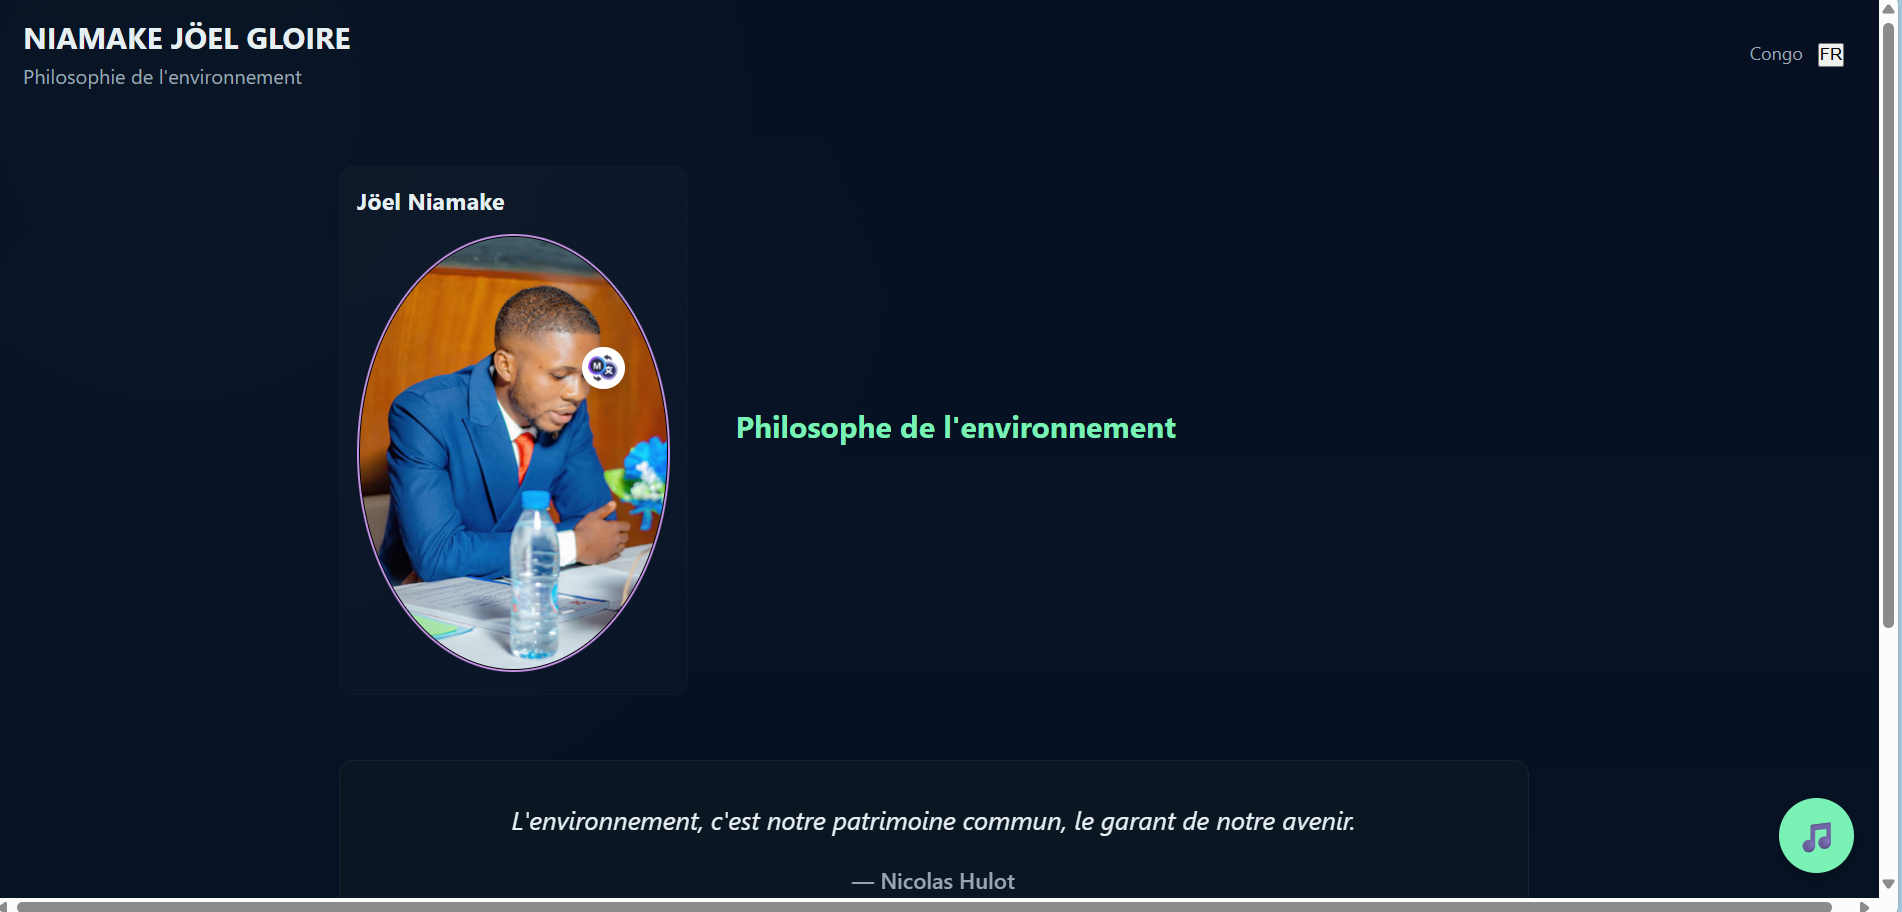 NIAMAKE JÖEL GLOIRE
Philosophie de l'environnement
Congo FR
Jöel Niamake
M 文
Philosophe de l'environnement
L'environnement, c'est notre patrimoine commun, le garant de notre avenir.
— Nicolas Hulot